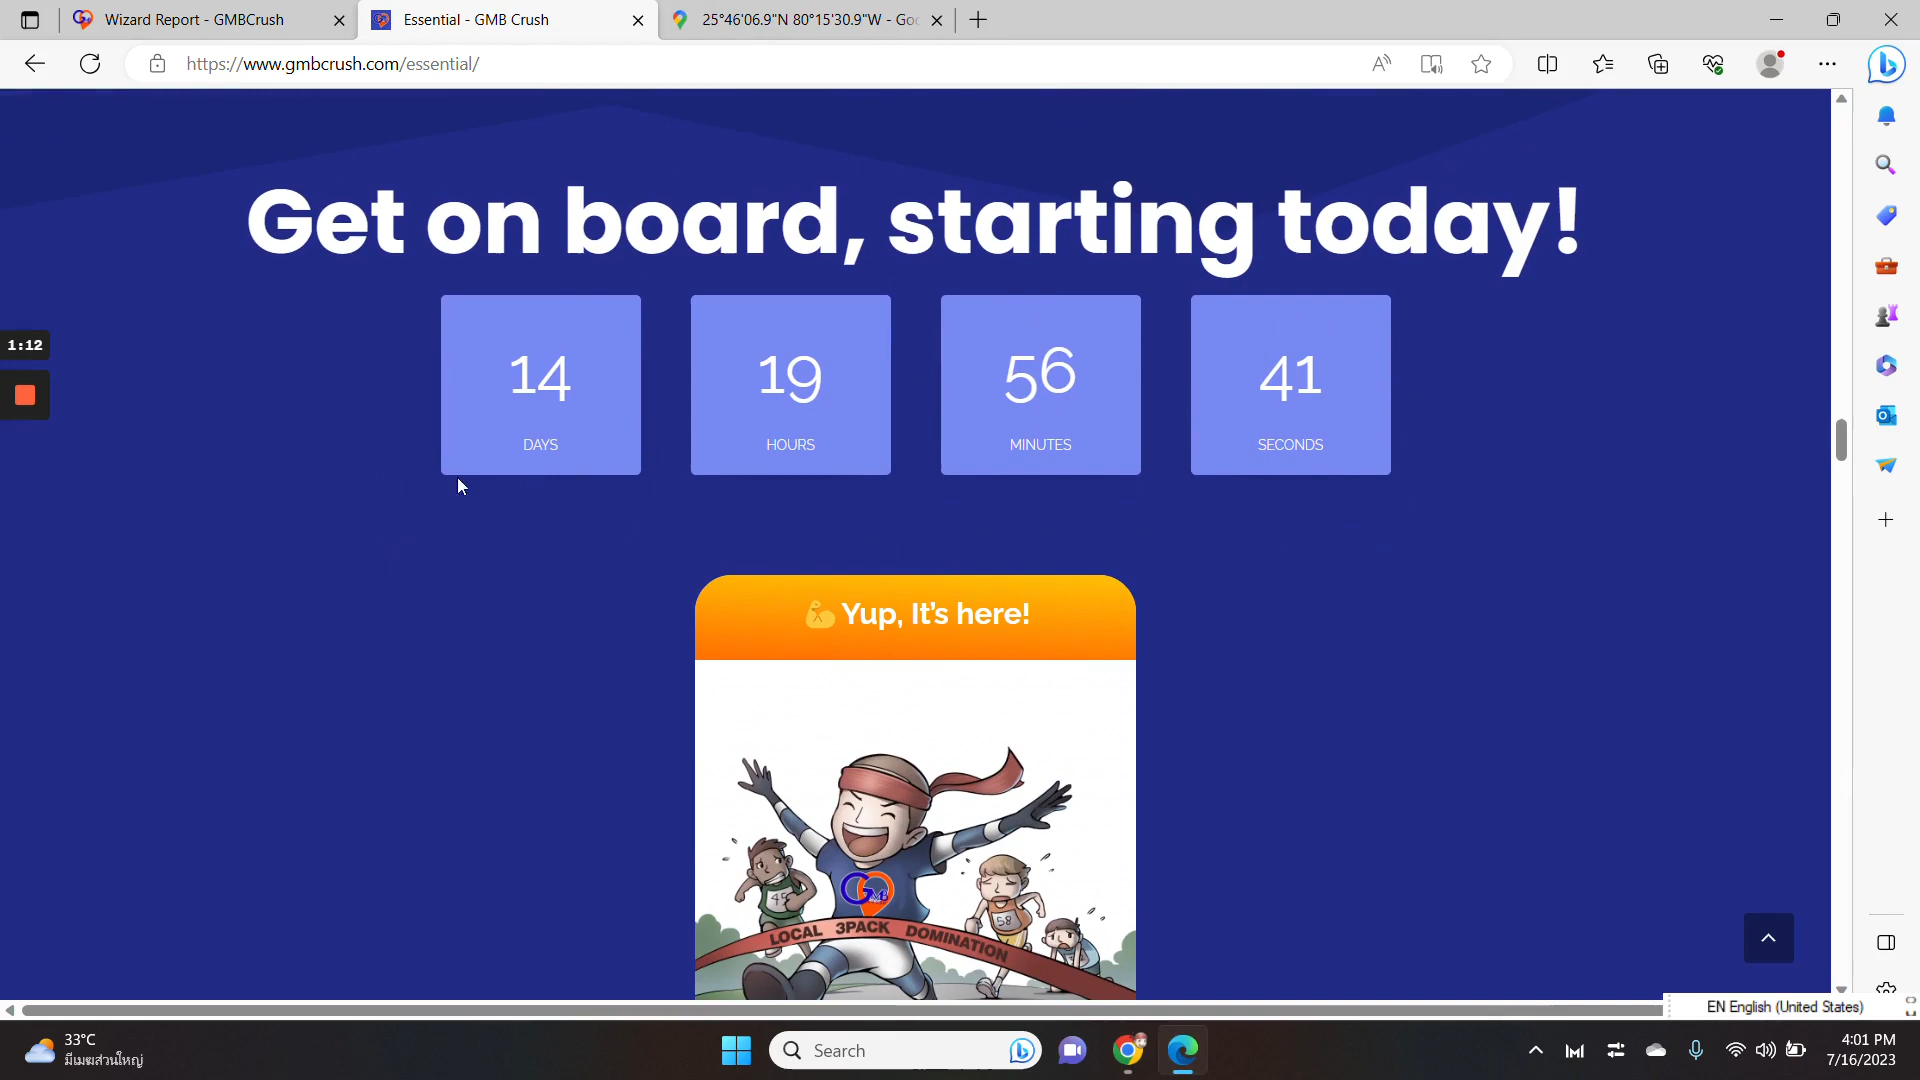 Wizard Report - GMBCrush
Essential - GMB Crush
25°46'06.9"N 80°15'30.9"W - Goo
https://www.gmbcrush.com/essential/
Get on board, starting today!
14
DAYS
19
HOURS
56
MINUTES
41
SECONDS
1:12
💪 Yup, It's here!
45
58
LOCAL 3PACK DOMINATION
EN English (United States)
33°C
มีเมฆส่วนใหญ่
Search
4:01 PM
7/16/2023